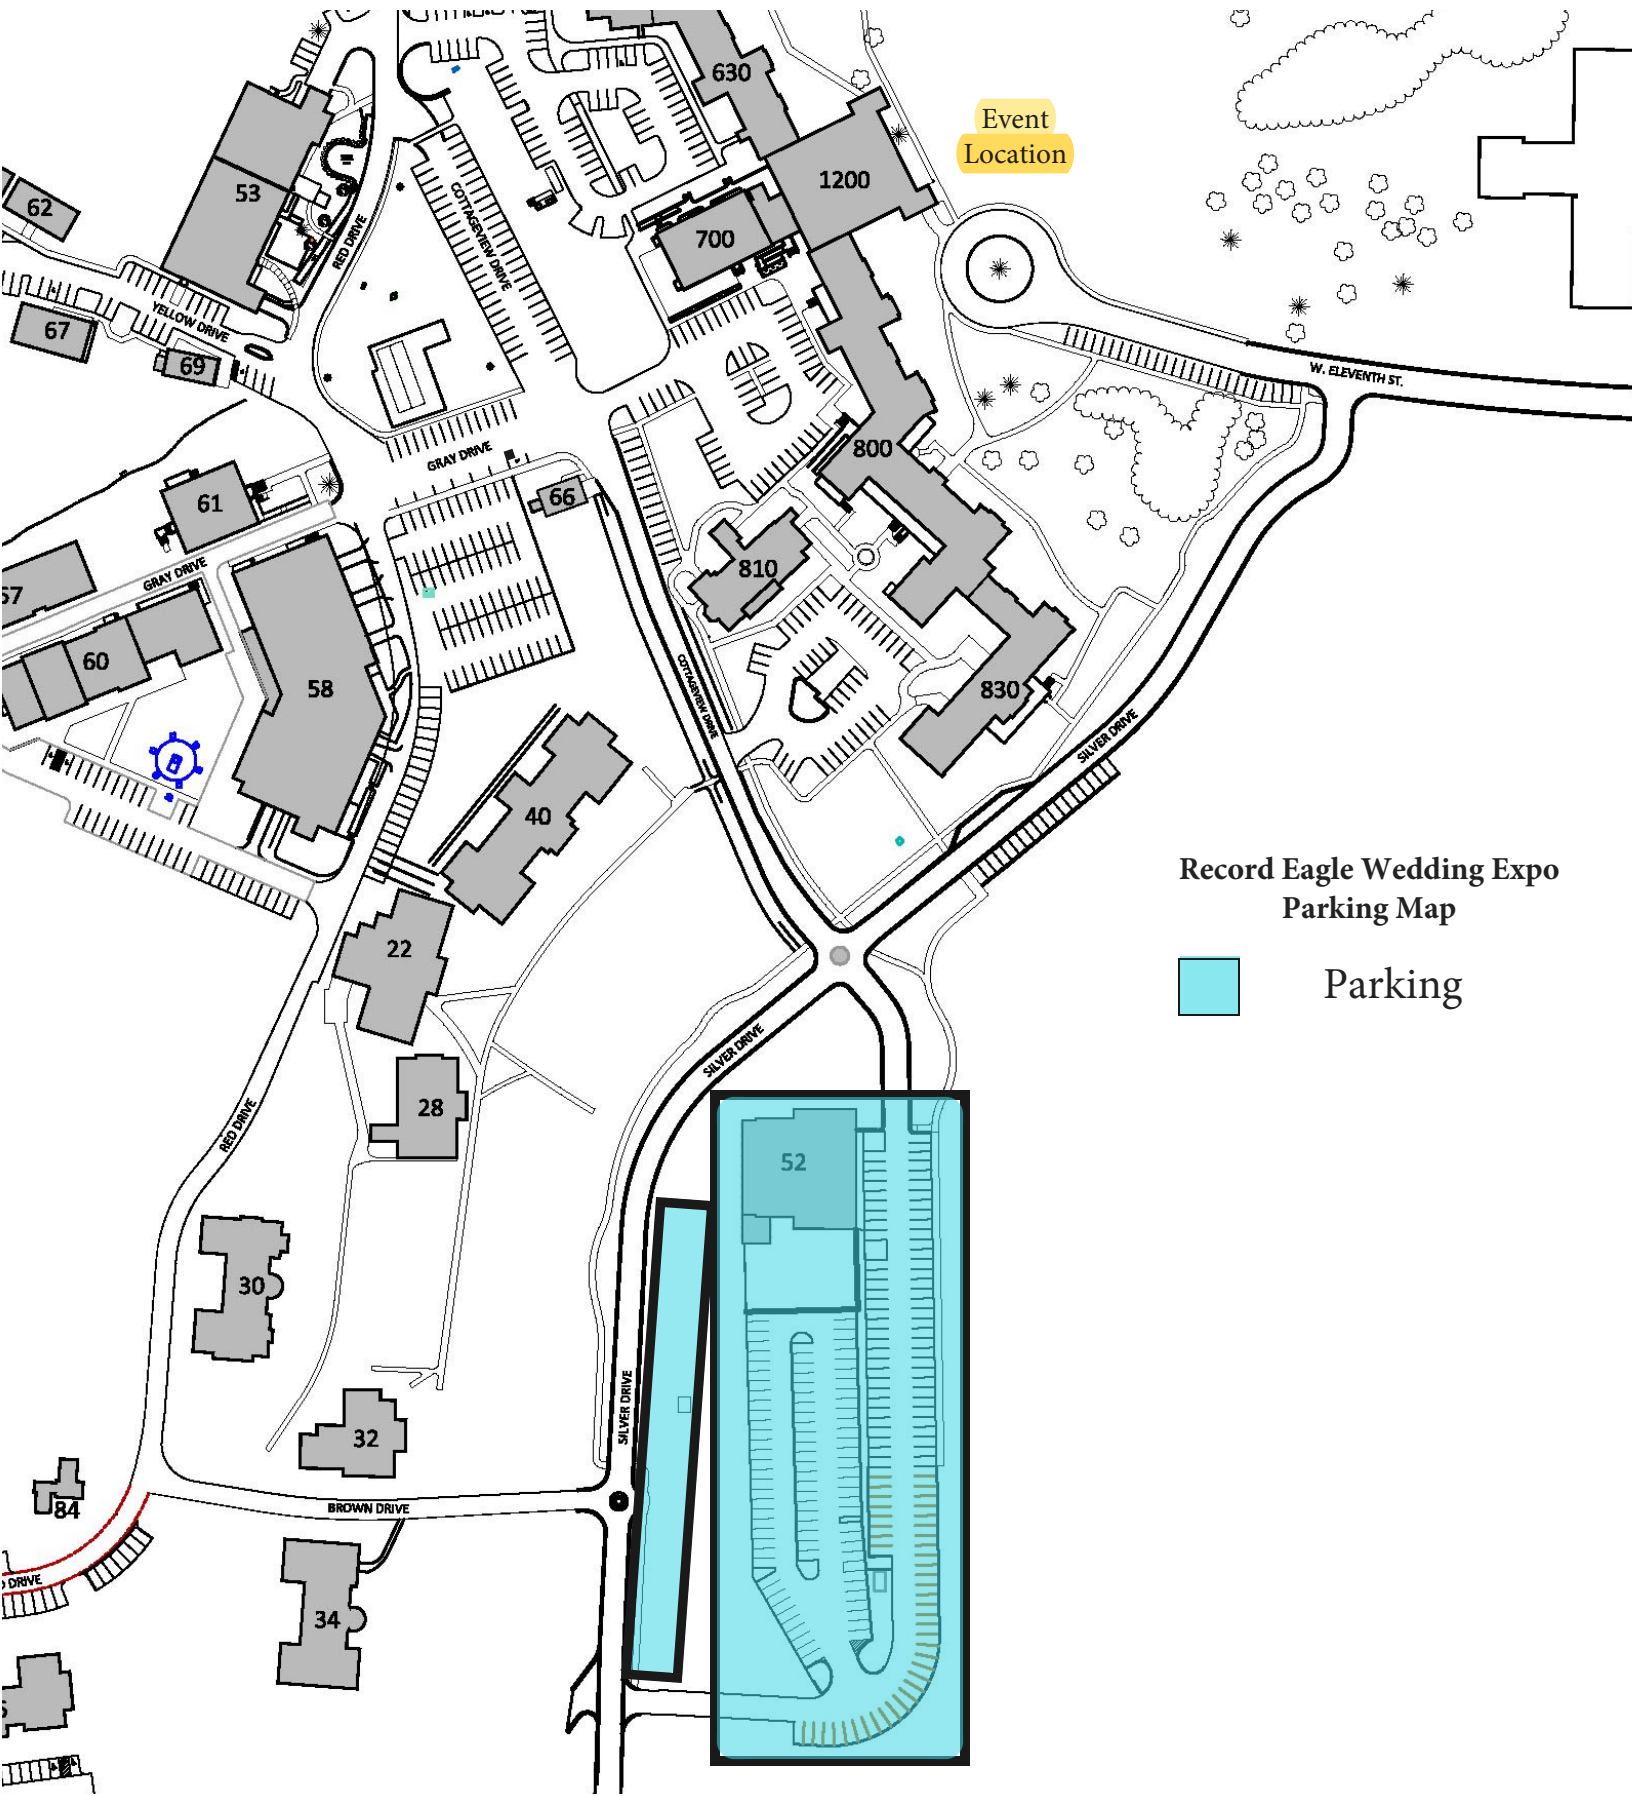 630
Event
Location
1200
53
62
COTTAGEVIEW DRIVE
RED DRIVE
700
YELLOW DRIVE
67
69
W. ELEVENTH ST.
GRAY DRIVE
800
66
61
810
GRAY DRIVE
57
60
58
COTTAGEVIEW DRIVE
830
SILVER DRIVE
40
Record Eagle Wedding Expo
Parking Map
22
Parking
SILVER DRIVE
28
RED DRIVE
52
30
SILVER DRIVE
32
84
BROWN DRIVE
D DRIVE
34